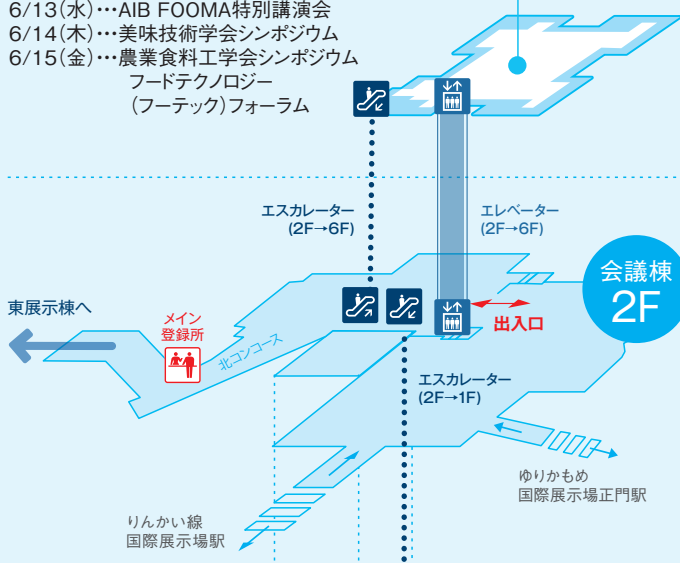 6/13(水)…AIB FOOMA特別講演会
6/14(木)…美味技術学会シンポジウム
6/15(金)…農業食料工学会シンポジウム
フードテクノロジー
(フーテック)フォーラム
エスカレーター
(2F→6F)
エレベーター
(2F→6F)
会議棟
2F
東展示棟へ
メイン
登録所
北コンコース
出入口
エスカレーター
(2F→1F)
ゆりかもめ
国際展示場正門駅
りんかい線
国際展示場駅